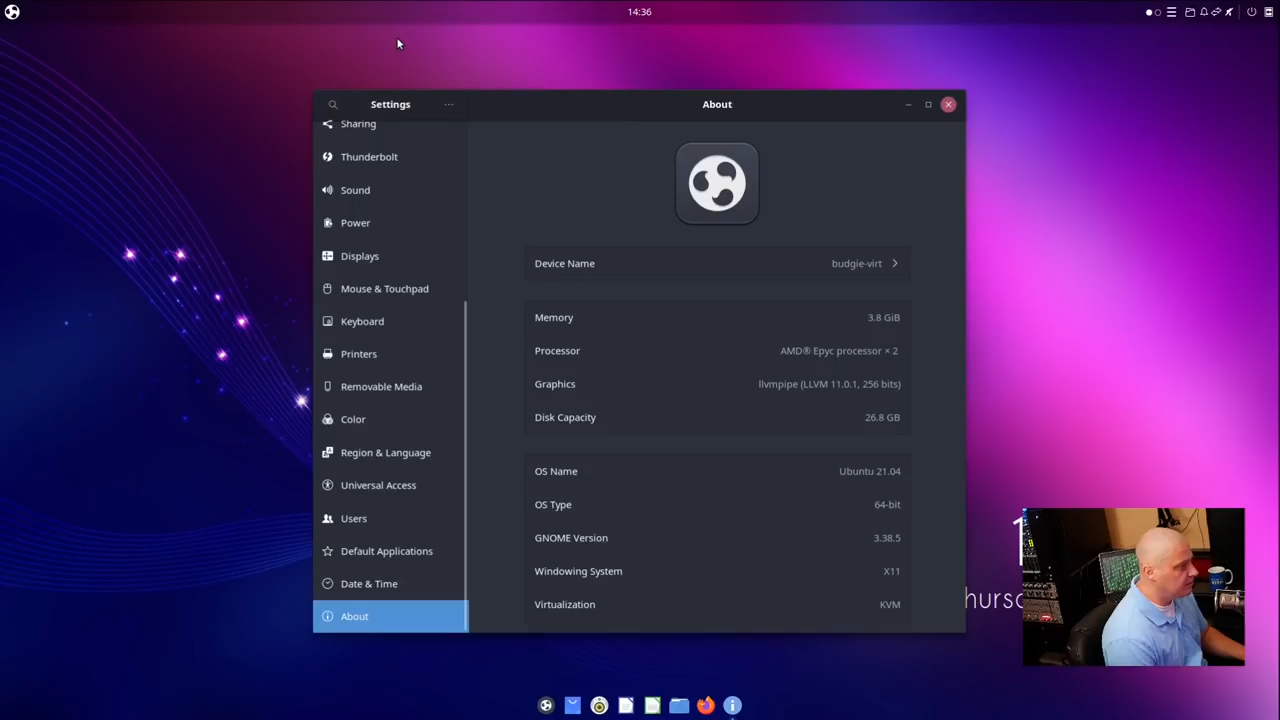 14:36
Settings
About
Sharing
Thunderbolt
Sound
Power
Displays
Mouse & Touchpad
Keyboard
Printers
Removable Media
Color
Region & Language
Universal Access
Users
Default Applications
Date & Time
About
Device Name budgie-virt
Memory 3.8 GiB
Processor AMD® Epyc processor × 2
Graphics llvmpipe (LLVM 11.0.1, 256 bits)
Disk Capacity 26.8 GB
OS Name Ubuntu 21.04
OS Type 64-bit
GNOME Version 3.38.5
Windowing System X11
Virtualization KVM
1
hursd